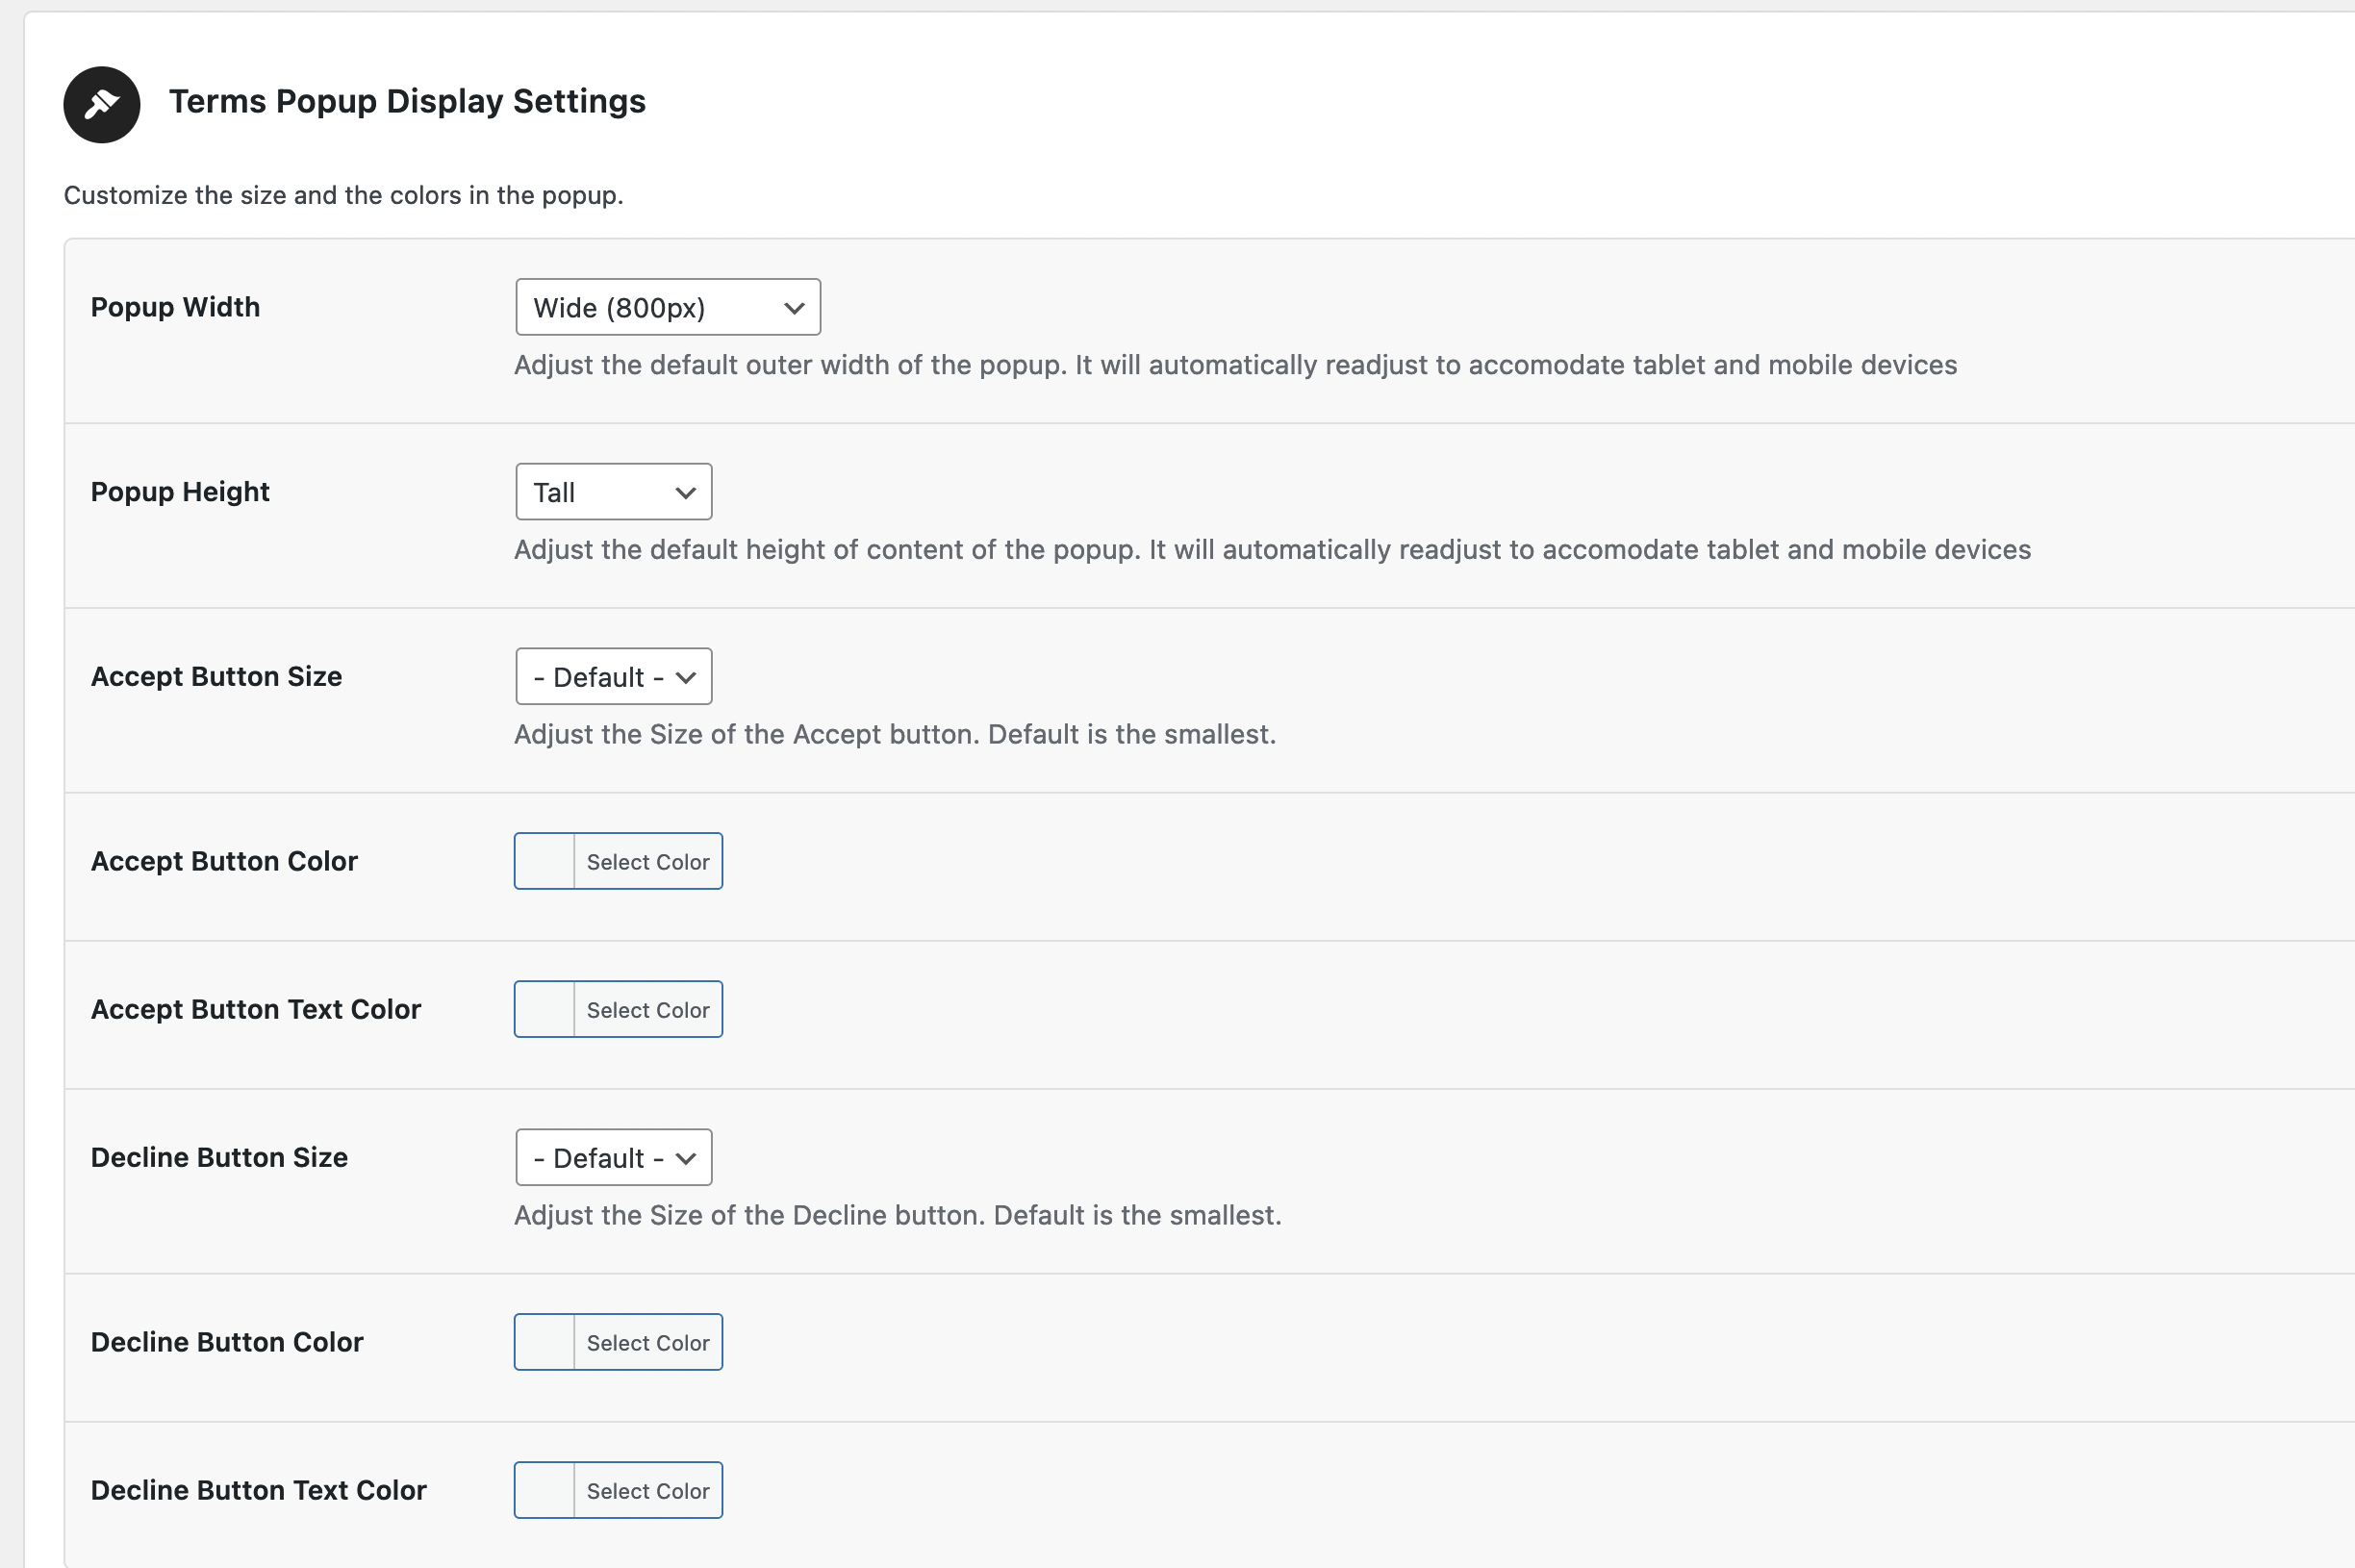 Terms Popup Display Settings
Customize the size and the colors in the popup.
Popup Width
Wide (800px)
Adjust the default outer width of the popup. It will automatically readjust to accomodate tablet and mobile devices
Popup Height
Tall
Adjust the default height of content of the popup. It will automatically readjust to accomodate tablet and mobile devices
Accept Button Size
- Default -
Adjust the Size of the Accept button. Default is the smallest.
Accept Button Color
Select Color
Accept Button Text Color
Select Color
Decline Button Size
- Default -
Adjust the Size of the Decline button. Default is the smallest.
Decline Button Color
Select Color
Decline Button Text Color
Select Color